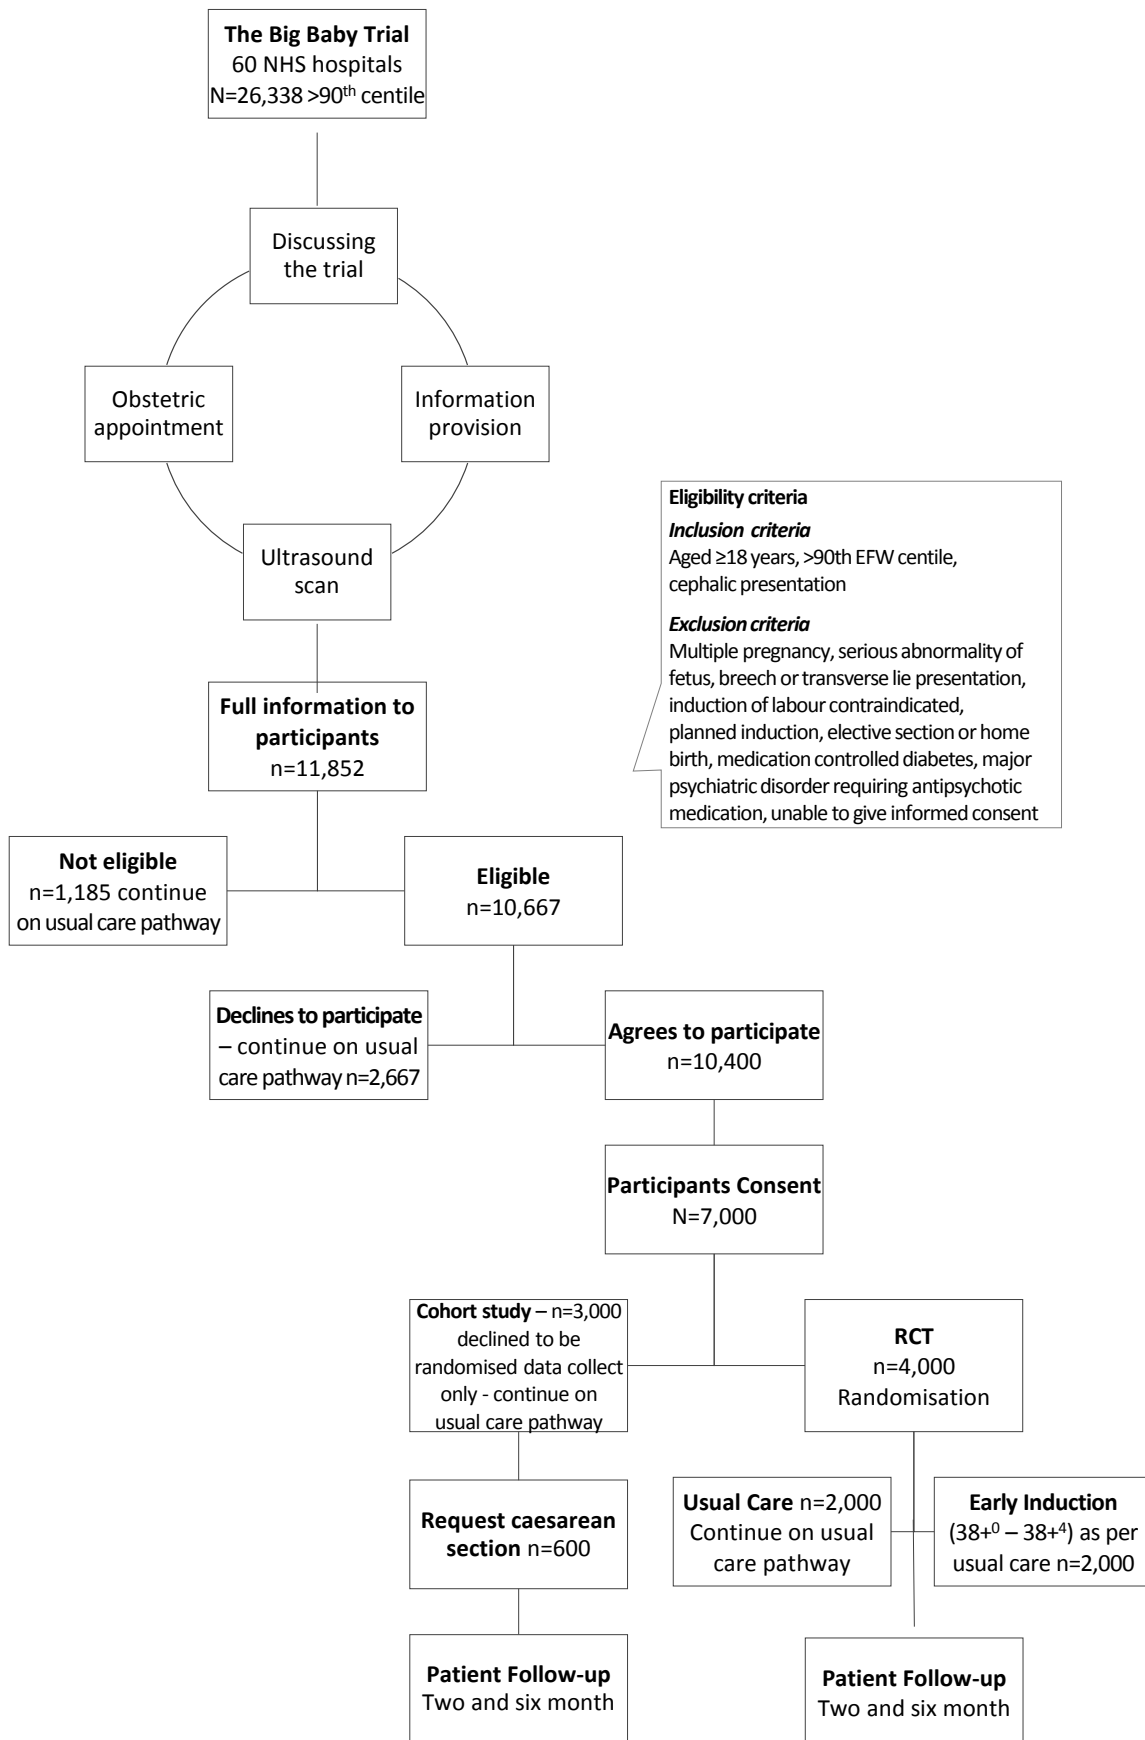 The Big Baby Trial
60 NHS hospitals
N=26,338 >90th centile
Discussing
the trial
Obstetric
appointment
Information
provision
Ultrasound
scan
Eligibility criteria
Inclusion criteria
Aged ≥18 years, >90th EFW centile,
cephalic presentation
Exclusion criteria
Multiple pregnancy, serious abnormality of
fetus, breech or transverse lie presentation,
induction of labour contraindicated,
planned induction, elective section or home
birth, medication controlled diabetes, major
psychiatric disorder requiring antipsychotic
medication, unable to give informed consent
Full information to
participants
n=11,852
Not eligible
n=1,185 continue
on usual care pathway
Eligible
n=10,667
Declines to participate
– continue on usual
care pathway n=2,667
Agrees to participate
n=10,400
Participants Consent
N=7,000
Cohort study – n=3,000
declined to be
randomised data collect
only - continue on
usual care pathway
RCT
n=4,000
Randomisation
Request caesarean
section n=600
Usual Care n=2,000
Continue on usual
care pathway
Early Induction
(38+0 – 38+4) as per
usual care n=2,000
Patient Follow-up
Two and six month
Patient Follow-up
Two and six month